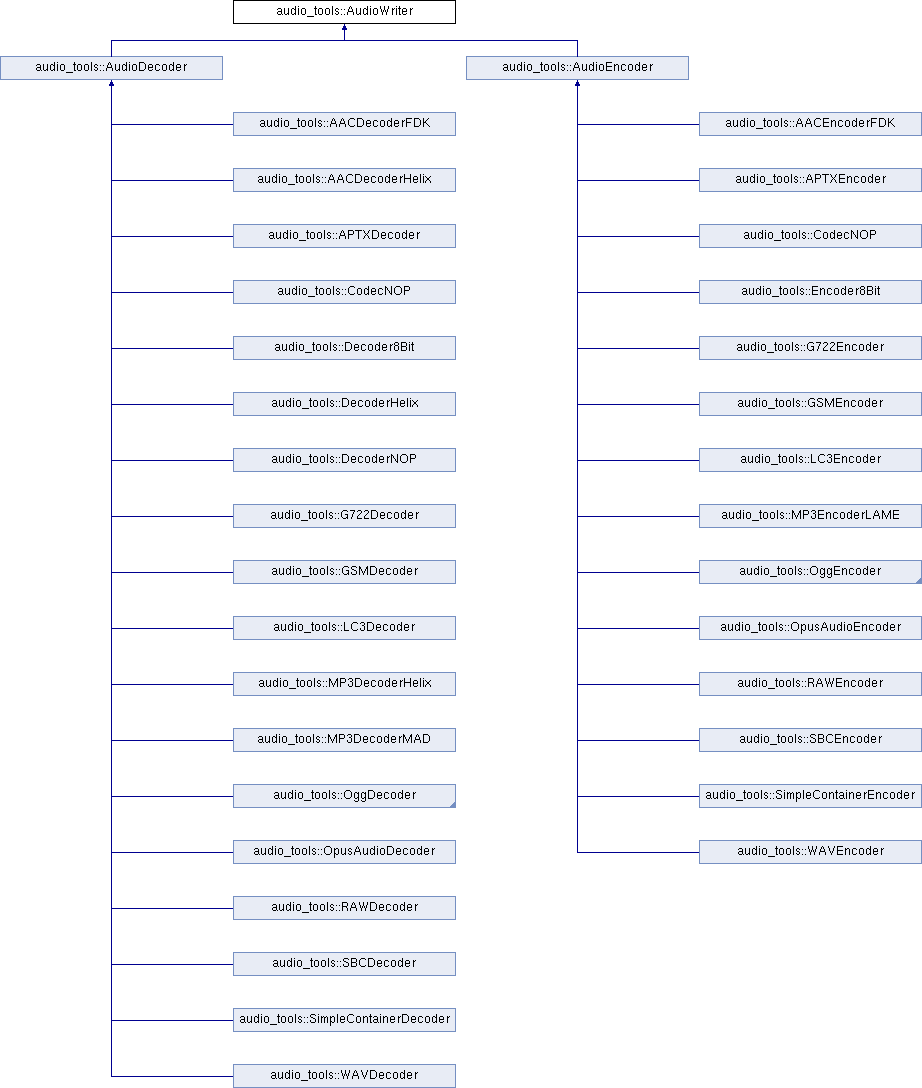 audio_tools::AudioWriter
audio_tools::AudioDecoder
audio_tools::AudioEncoder
audio_tools::AACDecoderFDK
audio_tools::AACEncoderFDK
audio_tools::AACDecoderHelix
audio_tools::APTXEncoder
audio_tools::APTXDecoder
audio_tools::CodecNOP
audio_tools::CodecNOP
audio_tools::Encoder8Bit
audio_tools::Decoder8Bit
audio_tools::G722Encoder
audio_tools::DecoderHelix
audio_tools::GSMEncoder
audio_tools::DecoderNOP
audio_tools::LC3Encoder
audio_tools::G722Decoder
audio_tools::MP3EncoderLAME
audio_tools::GSMDecoder
audio_tools::OggEncoder
audio_tools::LC3Decoder
audio_tools::OpusAudioEncoder
audio_tools::MP3DecoderHelix
audio_tools::RAWEncoder
audio_tools::MP3DecoderMAD
audio_tools::SBCEncoder
audio_tools::OggDecoder
audio_tools::SimpleContainerEncoder
audio_tools::OpusAudioDecoder
audio_tools::WAVEncoder
audio_tools::RAWDecoder
audio_tools::SBCDecoder
audio_tools::SimpleContainerDecoder
audio_tools::WAVDecoder